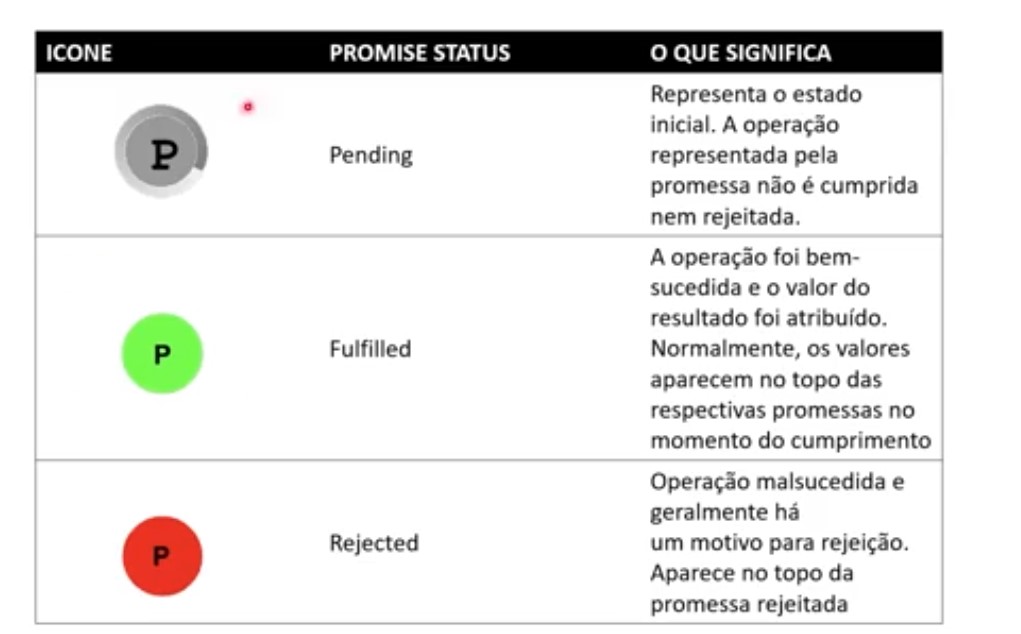 ICONE PROMISE STATUS O QUE SIGNIFICA
P
Pending
Representa o estado
inicial. A operação
representada pela
promessa não é cumprida
nem rejeitada.
P
Fulfilled
A operação foi bem-
sucedida e o valor do
resultado foi atribuído.
Normalmente, os valores
aparecem no topo das
respectivas promessas no
momento do cumprimento
P
Rejected
Operação malsucedida e
geralmente há
um motivo para rejeição.
Aparece no topo da
promessa rejeitada